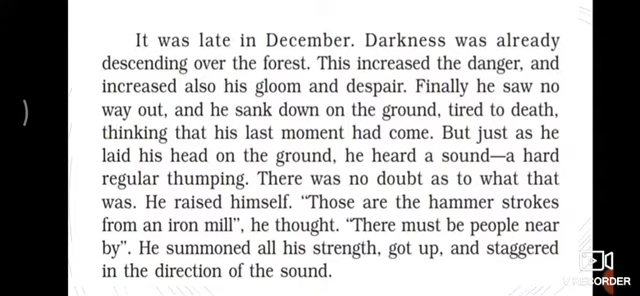 It was late in December. Darkness was already
descending over the forest. This increased the danger, and
increased also his gloom and despair. Finally he saw no
way out, and he sank down on the ground, tired to death,
thinking that his last moment had come. But just as he
laid his head on the ground, he heard a sound—a hard
regular thumping. There was no doubt as to what that
was. He raised himself. “Those are the hammer strokes
from an iron mill”, he thought. “There must be people near
by”. He summoned all his strength, got up, and staggered
in the direction of the sound.
V RECORDER